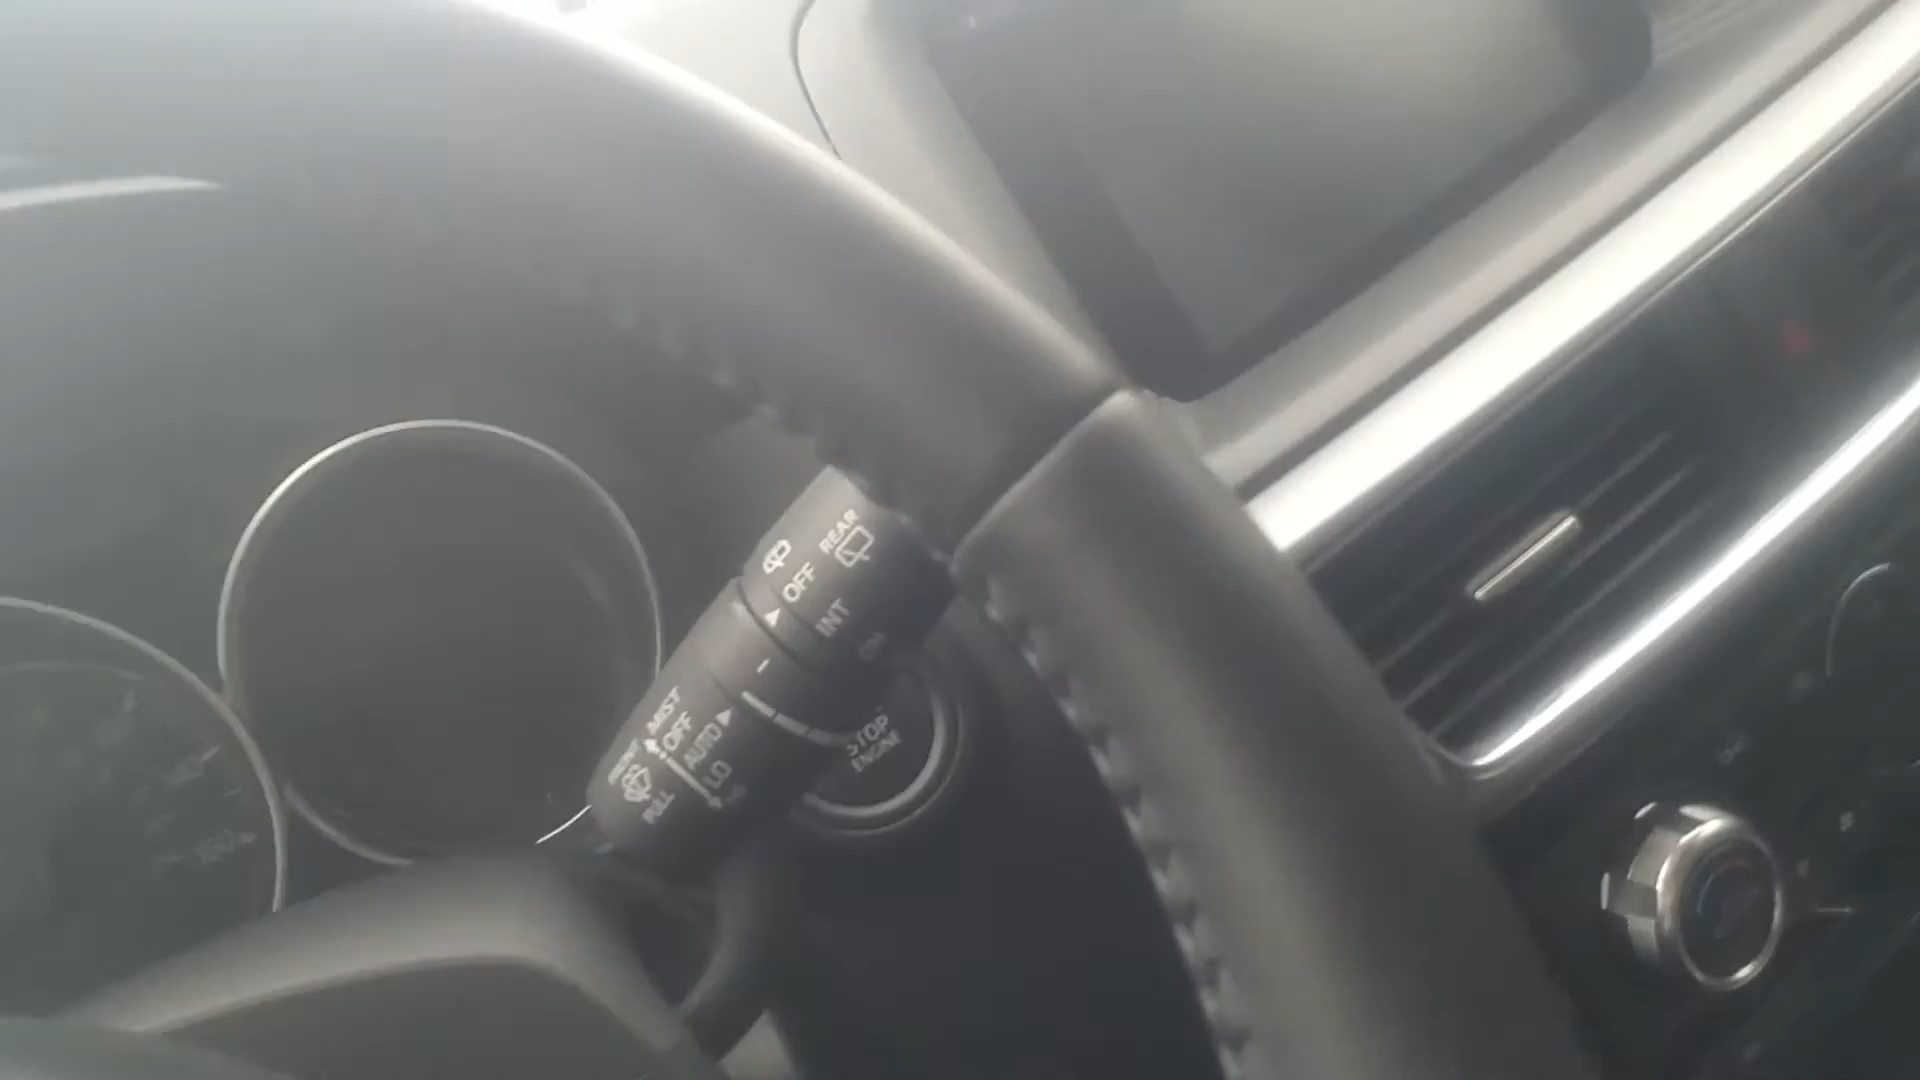 REAR
OFF
INT
ON
MIST
OFF
AUTO
LO
FRONT
PULL
STOP
ENGINE